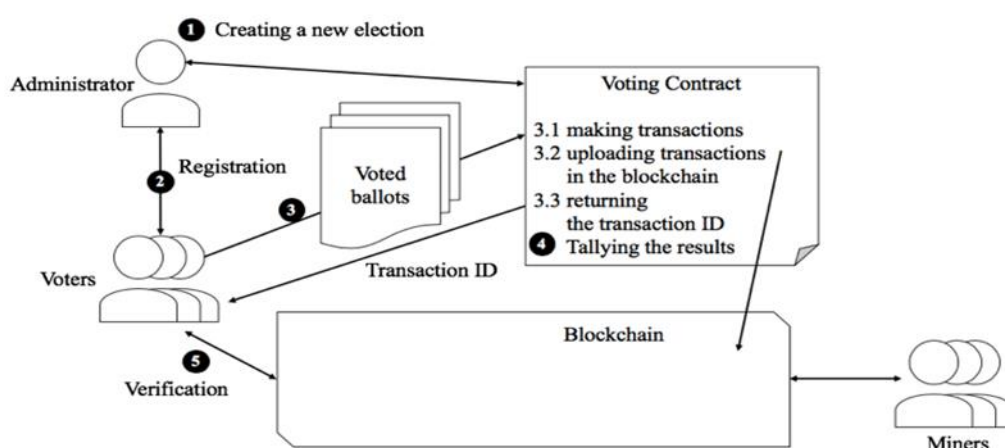 1 Creating a new election
Administrator
Voting Contract
3.1 making transactions
3.2 uploading transactions
in the blockchain
3.3 returning
the transaction ID
4 Tallying the results
2
Registration
Voted
ballots
3
Voters
Transaction ID
Blockchain
5
Verification
Miners